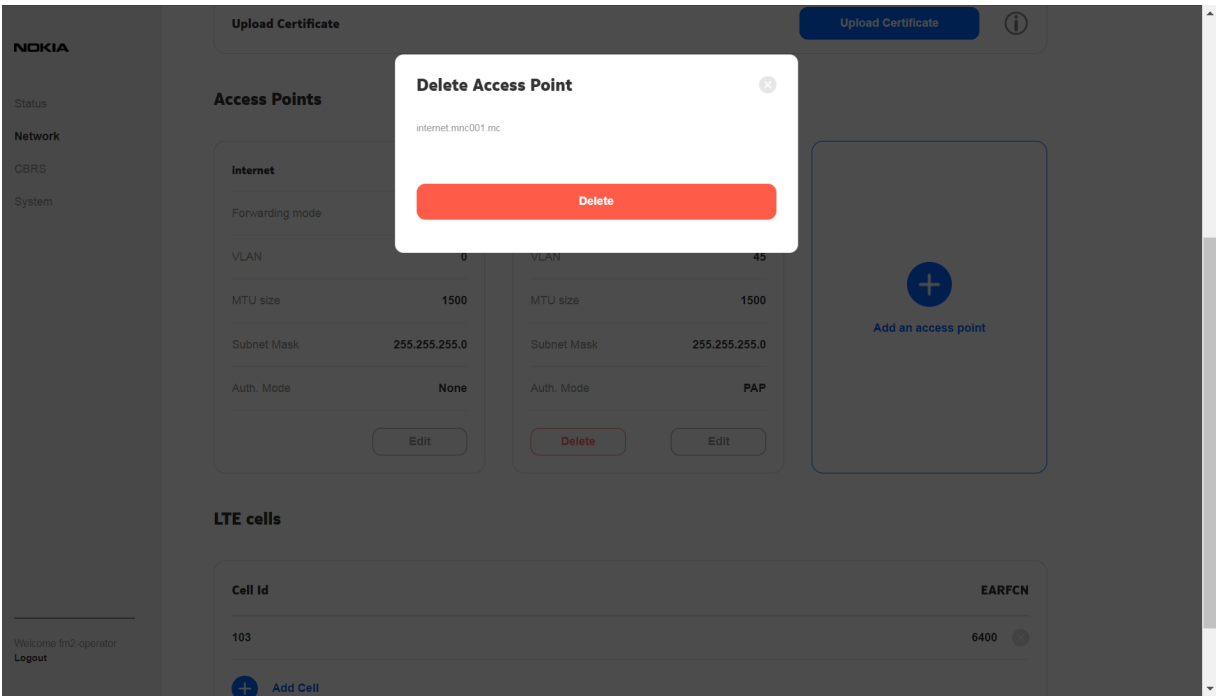 Upload Certificate
Upload Certificate
NOKIA
Delete Access Point
internet.mnc001.mc
Delete
Status
Network
CBRS
System
Access Points
internet
Forwarding mode
VLAN 0
MTU size 1500
Subnet Mask 255.255.255.0
Auth. Mode None
Edit
VLAN 45
MTU size 1500
Subnet Mask 255.255.255.0
Auth. Mode PAP
Delete Edit
Add an access point
LTE cells
Cell Id EARFCN
103 6400
Add Cell
Welcome fm2-operator
Logout